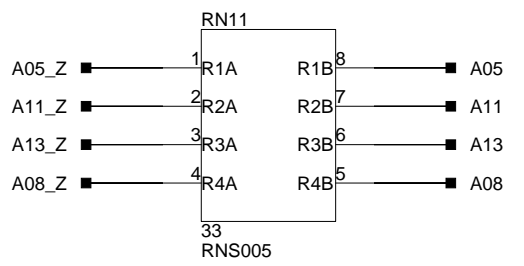 RN11
A05_Z 1 R1A R1B 8 A05
A11_Z 2 R2A R2B 7 A11
A13_Z 3 R3A R3B 6 A13
A08_Z 4 R4A R4B 5 A08
33
RNS005